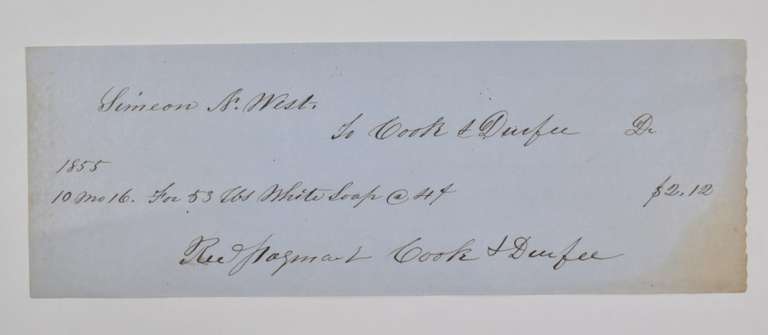 Simeon N. West.
To Cook & Durfee Dr
1855
10 mo 16. For 53 lbs White Soap @ 4¢ $2.12
Recd payment Cook & Durfee